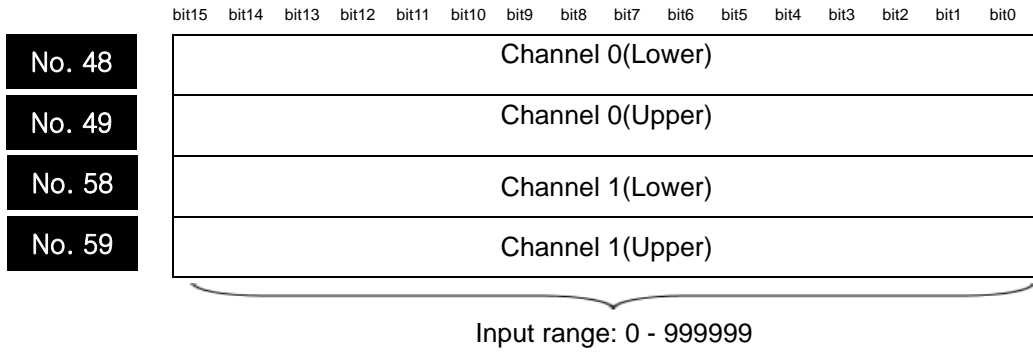 bit15 bit14 bit13 bit12 bit11 bit10 bit9 bit8 bit7 bit6 bit5 bit4 bit3 bit2 bit1 bit0
No. 48 Channel 0(Lower)
No. 49 Channel 0(Upper)
No. 58 Channel 1(Lower)
No. 59 Channel 1(Upper)
Input range: 0 - 999999